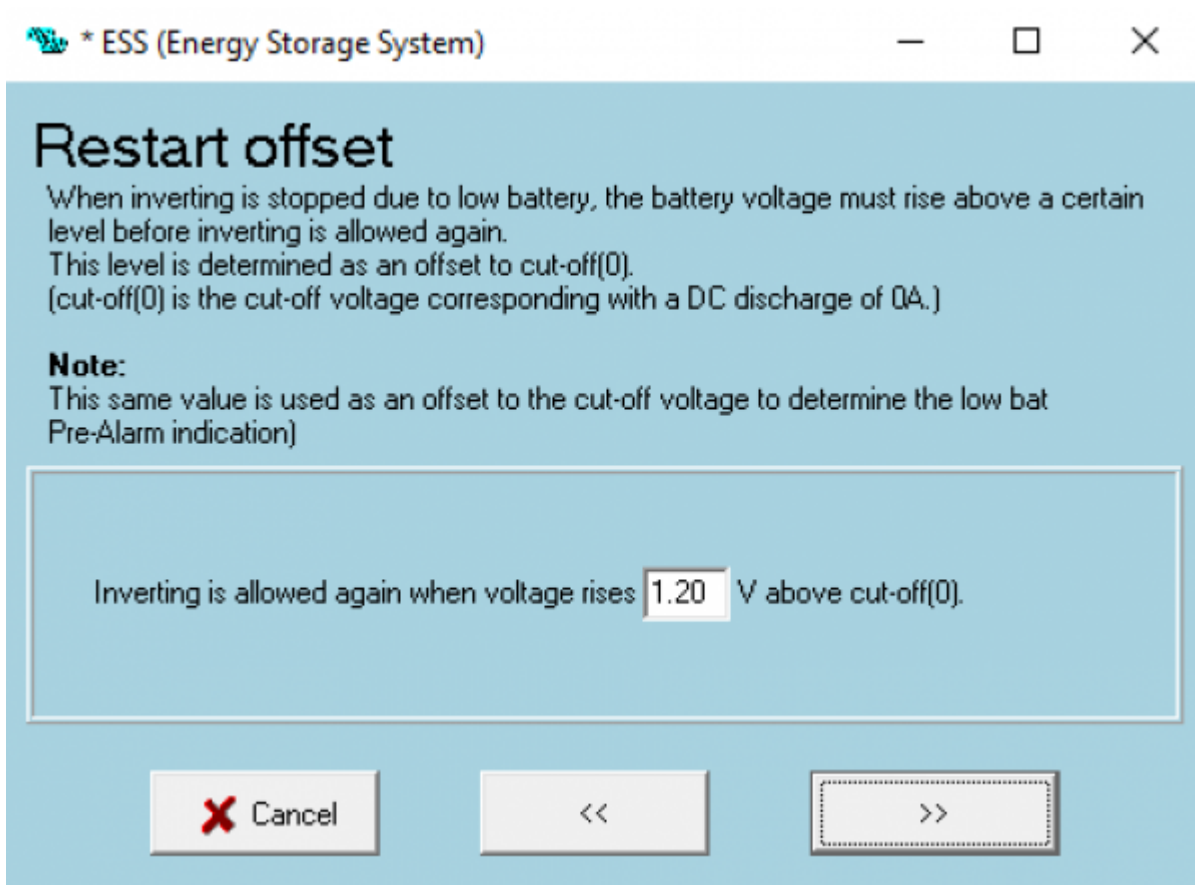 * ESS (Energy Storage System)
Restart offset
When inverting is stopped due to low battery, the battery voltage must rise above a certain
level before inverting is allowed again.
This level is determined as an offset to cut-off(0).
(cut-off(0) is the cut-off voltage corresponding with a DC discharge of 0A.)
Note:
This same value is used as an offset to the cut-off voltage to determine the low bat
Pre-Alarm indication)
Inverting is allowed again when voltage rises 1.20 V above cut-off(0).
Cancel << >>